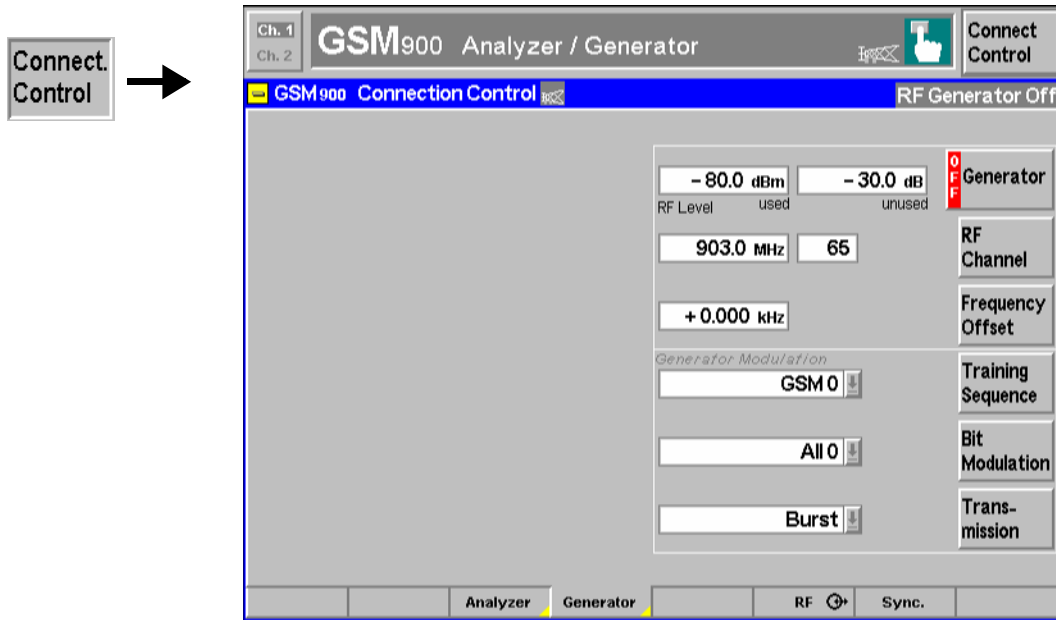 Connect.
Control
Ch. 1
Ch. 2
GSM900 Analyzer / Generator
Connect
Control
GSM900 Connection Control
RF Generator Off
– 80.0 dBm
– 30.0 dB
RF Level used
unused
OFF
Generator
903.0 MHz
65
RF
Channel
+ 0.000 kHz
Frequency
Offset
Generator Modulation
GSM 0
Training
Sequence
All 0
Bit
Modulation
Burst
Trans-
mission
Analyzer
Generator
RF
Sync.